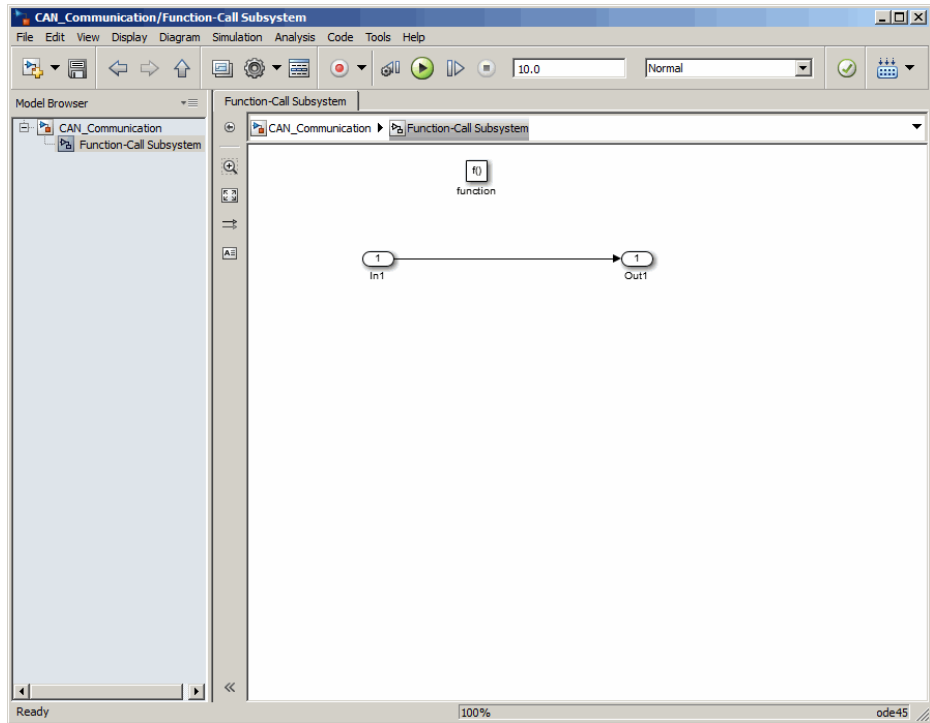 CAN_Communication/Function-Call Subsystem
File Edit View Display Diagram Simulation Analysis Code Tools Help
10.0 Normal
Model Browser
Function-Call Subsystem
CAN_Communication
Function-Call Subsystem
CAN_Communication Function-Call Subsystem
f()
function
1
In1
1
Out1
Ready 100% ode45